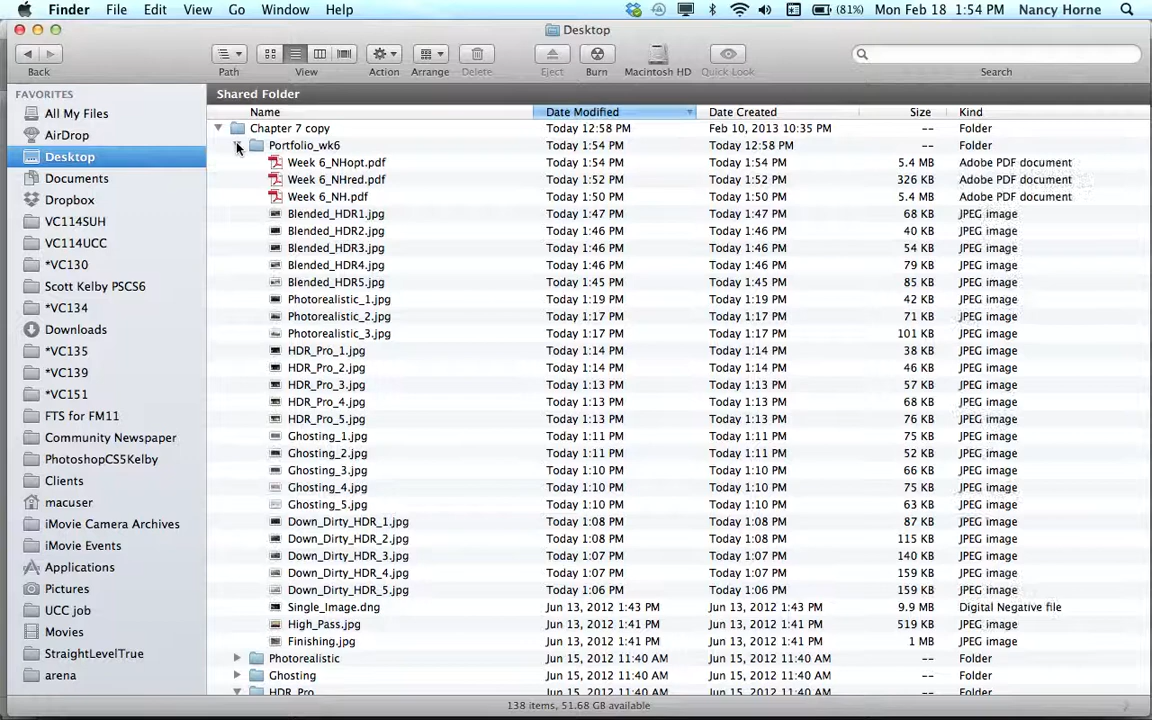 Finder File Edit View Go Window Help (81%) Mon Feb 18 1:54 PM Nancy Horne
Desktop
Back Path View Action Arrange Delete Eject Burn Macintosh HD Quick Look Search
FAVORITES
All My Files
AirDrop
Desktop
Documents
Dropbox
VC114SUH
VC114UCC
*VC130
Scott Kelby PSCS6
*VC134
Downloads
*VC135
*VC139
*VC151
FTS for FM11
Community Newspaper
PhotoshopCS5Kelby
Clients
macuser
iMovie Camera Archives
iMovie Events
Applications
Pictures
UCC job
Movies
StraightLevelTrue
arena
Shared Folder
Name Date Modified Date Created Size Kind
Chapter 7 copy Today 12:58 PM Feb 10, 2013 10:35 PM -- Folder
Portfolio_wk6 Today 1:54 PM Today 12:58 PM -- Folder
Week 6_NHopt.pdf Today 1:54 PM Today 1:54 PM 5.4 MB Adobe PDF document
Week 6_NHred.pdf Today 1:52 PM Today 1:52 PM 326 KB Adobe PDF document
Week 6_NH.pdf Today 1:50 PM Today 1:50 PM 5.4 MB Adobe PDF document
Blended_HDR1.jpg Today 1:47 PM Today 1:47 PM 68 KB JPEG image
Blended_HDR2.jpg Today 1:46 PM Today 1:46 PM 40 KB JPEG image
Blended_HDR3.jpg Today 1:46 PM Today 1:46 PM 54 KB JPEG image
Blended_HDR4.jpg Today 1:46 PM Today 1:46 PM 79 KB JPEG image
Blended_HDR5.jpg Today 1:45 PM Today 1:45 PM 85 KB JPEG image
Photorealistic_1.jpg Today 1:19 PM Today 1:19 PM 42 KB JPEG image
Photorealistic_2.jpg Today 1:17 PM Today 1:17 PM 71 KB JPEG image
Photorealistic_3.jpg Today 1:17 PM Today 1:17 PM 101 KB JPEG image
HDR_Pro_1.jpg Today 1:14 PM Today 1:14 PM 38 KB JPEG image
HDR_Pro_2.jpg Today 1:14 PM Today 1:14 PM 46 KB JPEG image
HDR_Pro_3.jpg Today 1:13 PM Today 1:13 PM 57 KB JPEG image
HDR_Pro_4.jpg Today 1:13 PM Today 1:13 PM 68 KB JPEG image
HDR_Pro_5.jpg Today 1:13 PM Today 1:13 PM 76 KB JPEG image
Ghosting_1.jpg Today 1:11 PM Today 1:11 PM 75 KB JPEG image
Ghosting_2.jpg Today 1:11 PM Today 1:11 PM 52 KB JPEG image
Ghosting_3.jpg Today 1:10 PM Today 1:10 PM 66 KB JPEG image
Ghosting_4.jpg Today 1:10 PM Today 1:10 PM 75 KB JPEG image
Ghosting_5.jpg Today 1:10 PM Today 1:10 PM 63 KB JPEG image
Down_Dirty_HDR_1.jpg Today 1:08 PM Today 1:08 PM 87 KB JPEG image
Down_Dirty_HDR_2.jpg Today 1:08 PM Today 1:08 PM 115 KB JPEG image
Down_Dirty_HDR_3.jpg Today 1:07 PM Today 1:07 PM 140 KB JPEG image
Down_Dirty_HDR_4.jpg Today 1:07 PM Today 1:07 PM 159 KB JPEG image
Down_Dirty_HDR_5.jpg Today 1:06 PM Today 1:06 PM 159 KB JPEG image
Single_Image.dng Jun 13, 2012 1:43 PM Jun 13, 2012 1:43 PM 9.9 MB Digital Negative file
High_Pass.jpg Jun 13, 2012 1:41 PM Jun 13, 2012 1:41 PM 519 KB JPEG image
Finishing.jpg Jun 13, 2012 1:41 PM Jun 13, 2012 1:41 PM 1 MB JPEG image
Photorealistic Jun 15, 2012 11:40 AM Jun 15, 2012 11:40 AM -- Folder
Ghosting Jun 15, 2012 11:40 AM Jun 15, 2012 11:40 AM -- Folder
HDR_Pro Jun 15, 2012 11:40 AM Jun 15, 2012 11:40 AM -- Folder
138 items, 51.68 GB available